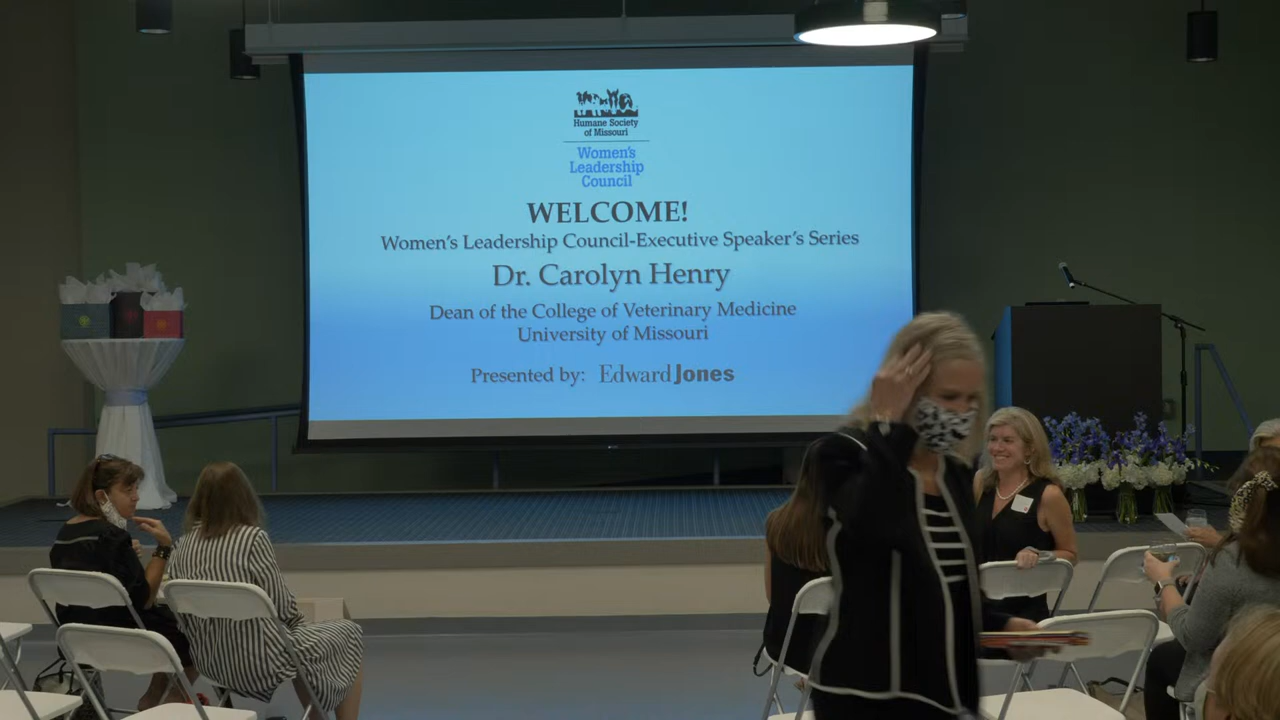 Humane Society
of Missouri
Women's
Leadership
Council
WELCOME!
Women's Leadership Council-Executive Speaker's Series
Dr. Carolyn Henry
Dean of the College of Veterinary Medicine
University of Missouri
Presented by: Edward Jones